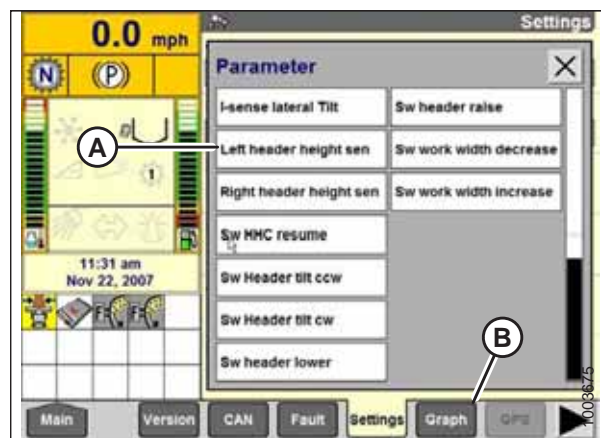 Settings
0.0 mph
N
(P)
Parameter
I-sense lateral Tilt
Sw header raise
A
Left header height sen
Sw work width decrease
1
Right header height sen
Sw work width increase
Sw HHC resume
11:31 am
Nov 22, 2007
Sw Header tilt ccw
F
F
Sw Header tilt cw
B
Sw header lower
1003675
Main
Version
CAN
Fault
Settings
Graph
GPS